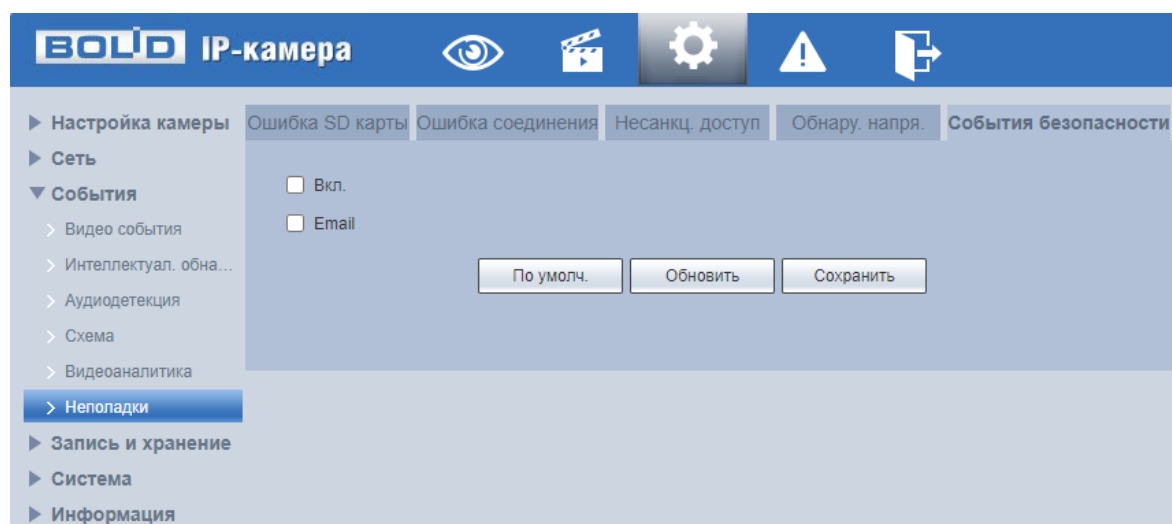 BOLID IP-камера
Настройка камеры
Сеть
События
Видео события
Интеллектуал. обна...
Аудиодетекция
Схема
Видеоаналитика
Неполадки
Запись и хранение
Система
Информация
Ошибка SD карты Ошибка соединения Несанкц. доступ Обнару. напря. События безопасности
Вкл.
Email
По умолч. Обновить Сохранить